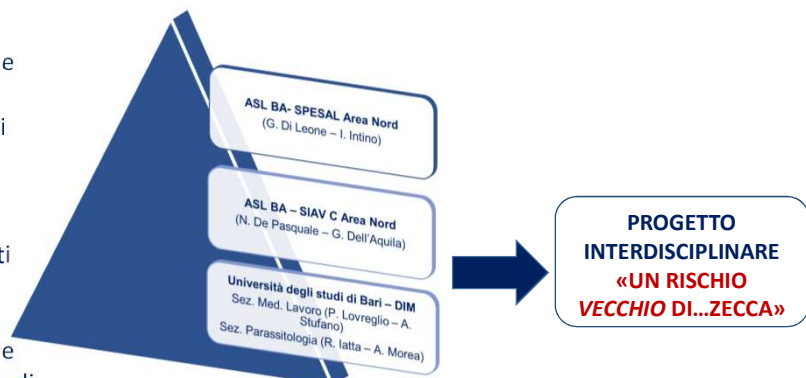 e
i
ti
e
ASL BA- SPESAL Area Nord
(G. Di Leone – I. Intino)
ASL BA – SIAV C Area Nord
(N. De Pasquale – G. Dell'Aquila)
Università degli studi di Bari – DIM
Sez. Med. Lavoro (P. Lovreglio – A.
Stufano)
Sez. Parassitologia (R. Iatta – A. Morea)
PROGETTO
INTERDISCIPLINARE
«UN RISCHIO
VECCHIO DI...ZECCA»